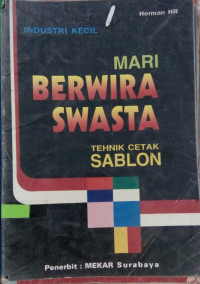 Herman HR
INDUSTRI KECIL
MARI
BERWIRA
SWASTA
TEHNIK CETAK
SABLON
Penerbit : MEKAR Surabaya